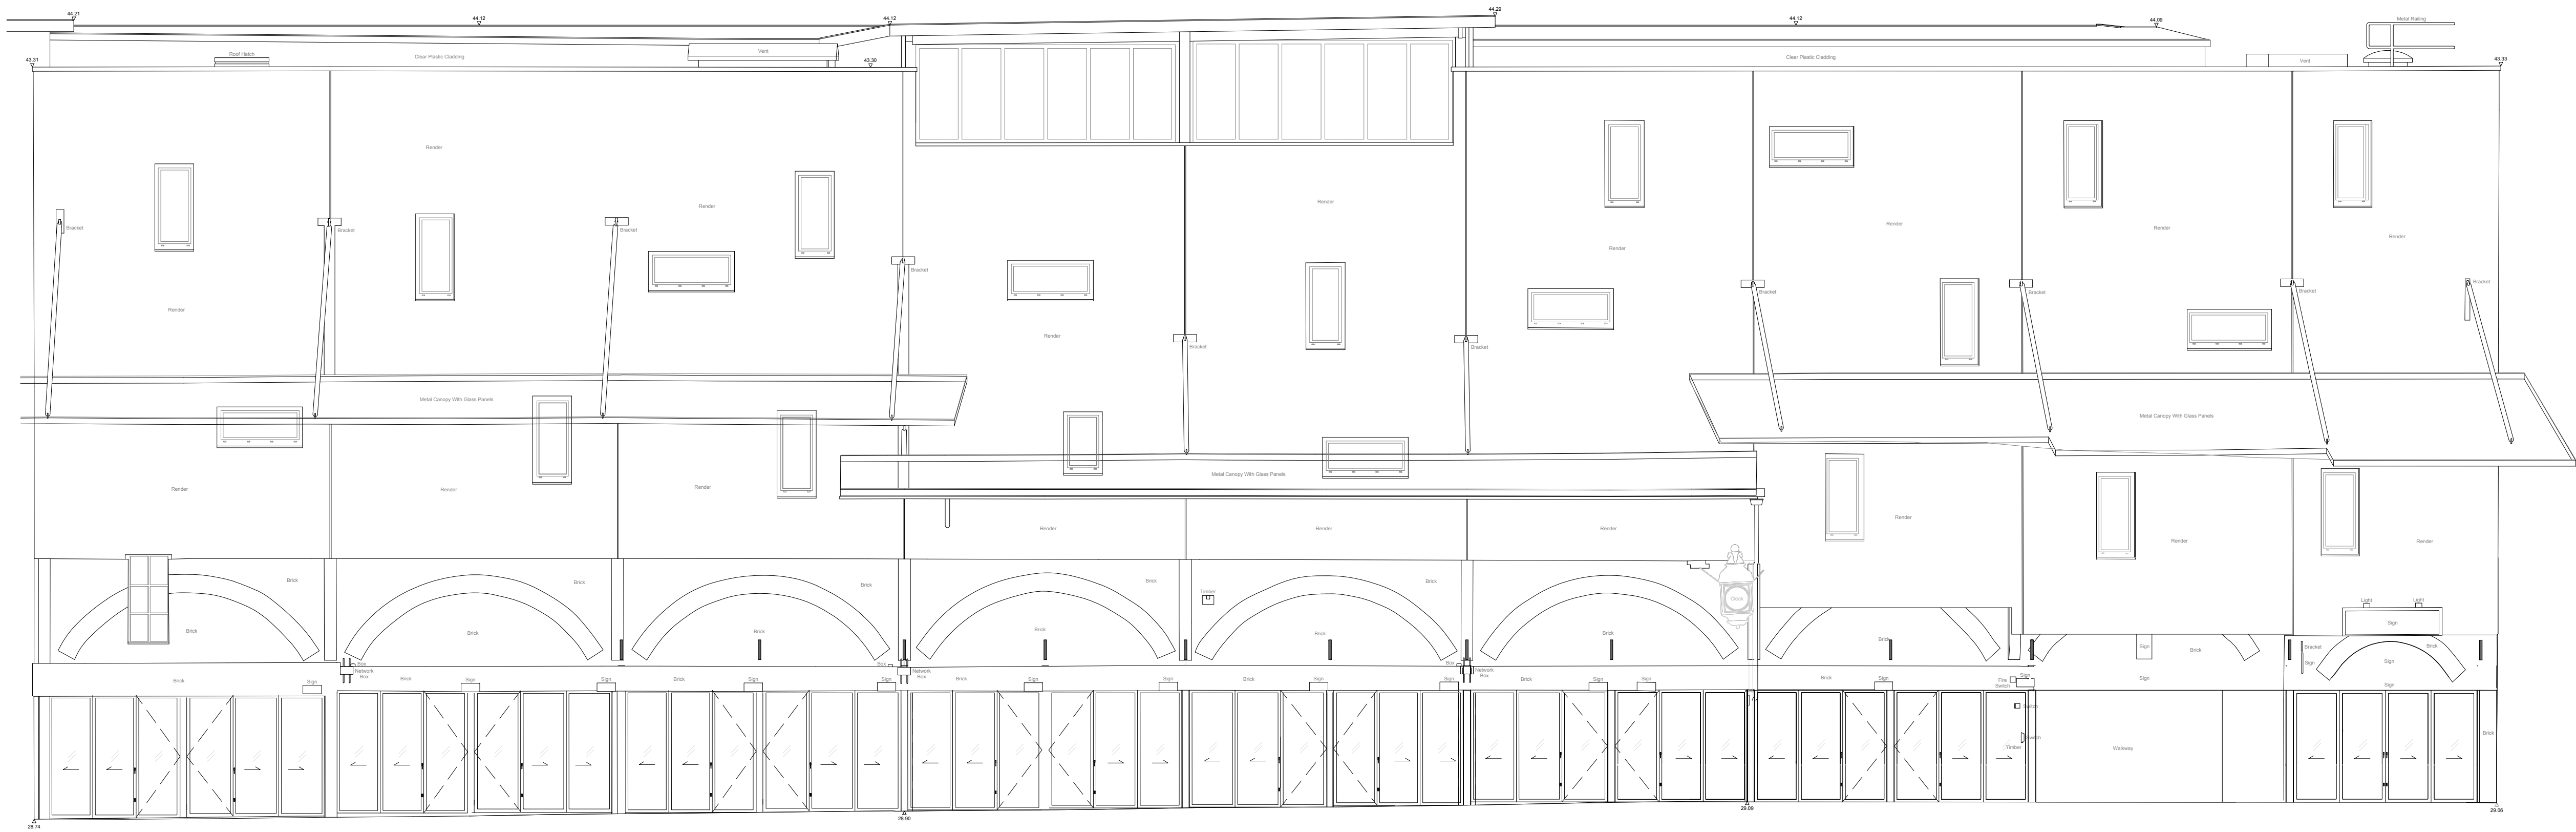 44.21
44.12
44.12
44.29
44.12
44.09
Metal Railing
Roof Hatch
Clear Plastic Cladding
Vent
Clear Plastic Cladding
Vent
43.31
43.30
43.33
Render
Render
Render
Render
Render
Render
Render
Render
Bracket
Bracket
Bracket
Bracket
Bracket
Bracket
Bracket
Bracket
Bracket
Bracket
Render
Render
Metal Canopy With Glass Panels
Metal Canopy With Glass Panels
Metal Canopy With Glass Panels
Render
Render
Render
Render
Render
Render
Render
Render
Render
Brick
Brick
Brick
Brick
Brick
Timber
Clock
Light
Light
Sign
Brick
Brick
Brick
Brick
Brick
Brick
Brick
Sign
Brick
Bracket
Brick
Sign
Sign
Box
Network
Box
Box
Network
Box
Box
Network
Box
Brick
Sign
Brick
Sign
Sign
Brick
Sign
Sign
Brick
Sign
Sign
Brick
Sign
Sign
Brick
Sign
Sign
Brick
Sign
Fire
Switch
Sign
Sign
Sign
Switch
Switch
Timber
Walkway
Brick
28.74
28.90
29.09
29.06